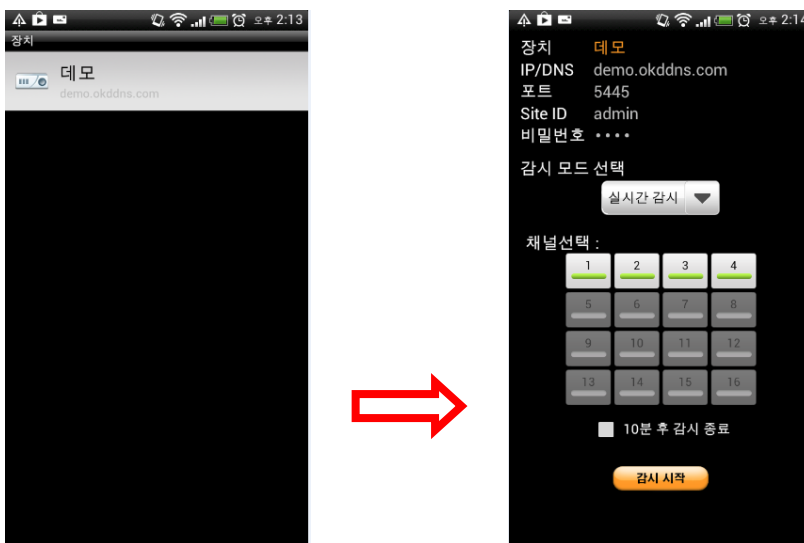 오후 2:13
장치
데모
demo.okddns.com
오후 2:14
장치 데모
IP/DNS demo.okddns.com
포트 5445
Site ID admin
비밀번호 ••••
감시 모드 선택
실시간 감시
채널선택 :
1 2 3 4
5 6 7 8
9 10 11 12
13 14 15 16
10분 후 감시 종료
감시 시작